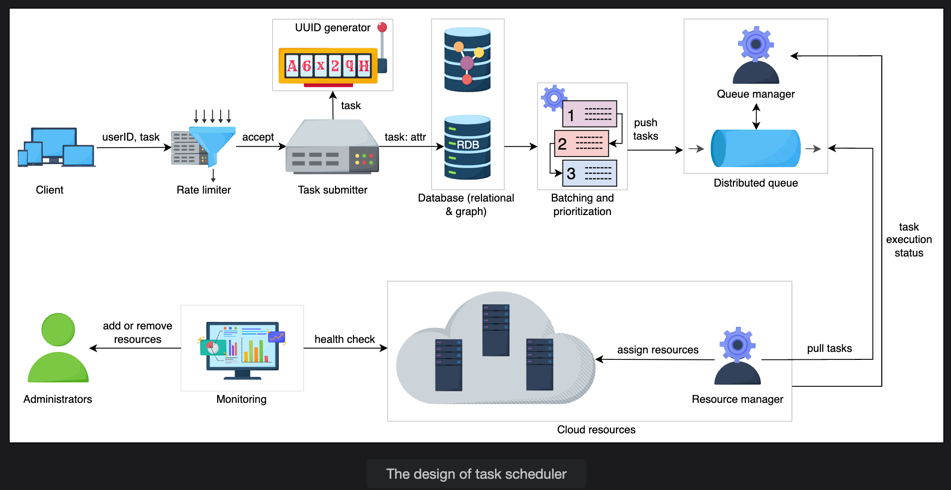 UUID generator
A6x29H
task
userID, task
accept
task: attr
RDB
1
2
3
push
tasks
Queue manager
Client
Rate limiter
Task submitter
Database (relational
& graph)
Batching and
prioritization
Distributed queue
task
execution
status
add or remove
resources
health check
assign resources
pull tasks
Administrators
Monitoring
Resource manager
Cloud resources
The design of task scheduler